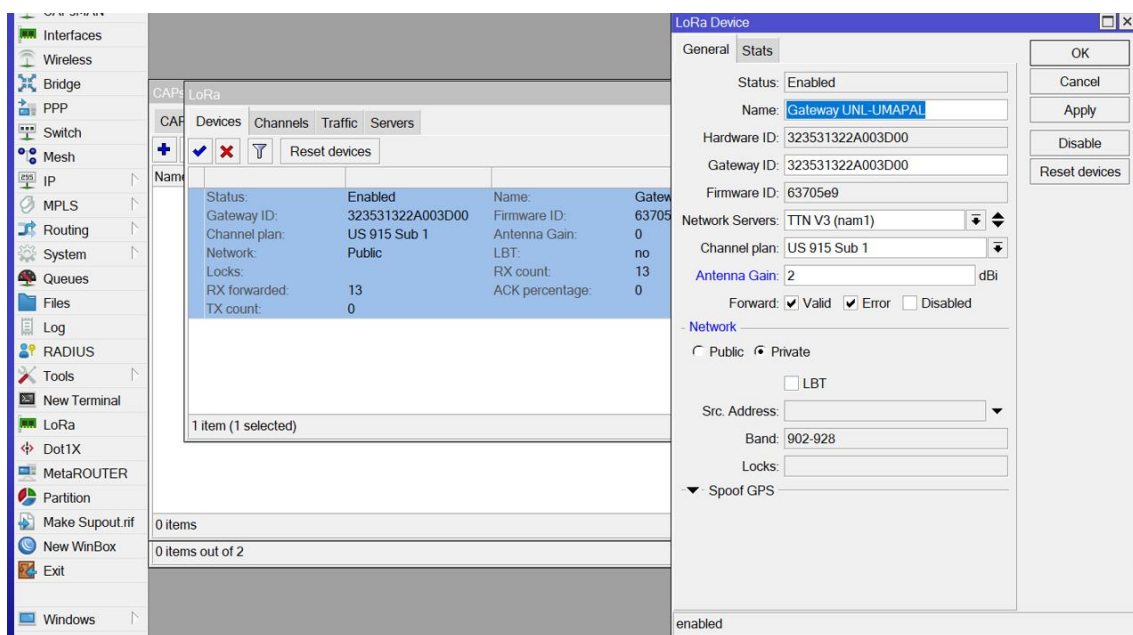 Interfaces
Wireless
Bridge
PPP
Switch
Mesh
IP
MPLS
Routing
System
Queues
Files
Log
RADIUS
Tools
New Terminal
LoRa
Dot1X
MetaROUTER
Partition
Make Supout.rif
New WinBox
Exit
Windows
LoRa
Devices Channels Traffic Servers
Reset devices
Status: Enabled Name:
Gateway ID: 323531322A003D00 Firmware ID: 63705
Channel plan: US 915 Sub 1 Antenna Gain: 0
Network: Public LBT: no
Locks: RX count: 13
RX forwarded: 13 ACK percentage: 0
TX count: 0
1 item (1 selected)
0 items
0 items out of 2
LoRa Device
General Stats
Status: Enabled
Name: Gateway UNL-UMAPAL
Hardware ID: 323531322A003D00
Gateway ID: 323531322A003D00
Firmware ID: 63705e9
Network Servers: TTN V3 (nam1)
Channel plan: US 915 Sub 1
Antenna Gain: 2 dBi
Forward: Valid Error Disabled
Network
Public Private
LBT
Src. Address:
Band: 902-928
Locks:
Spoof GPS
enabled
OK
Cancel
Apply
Disable
Reset devices